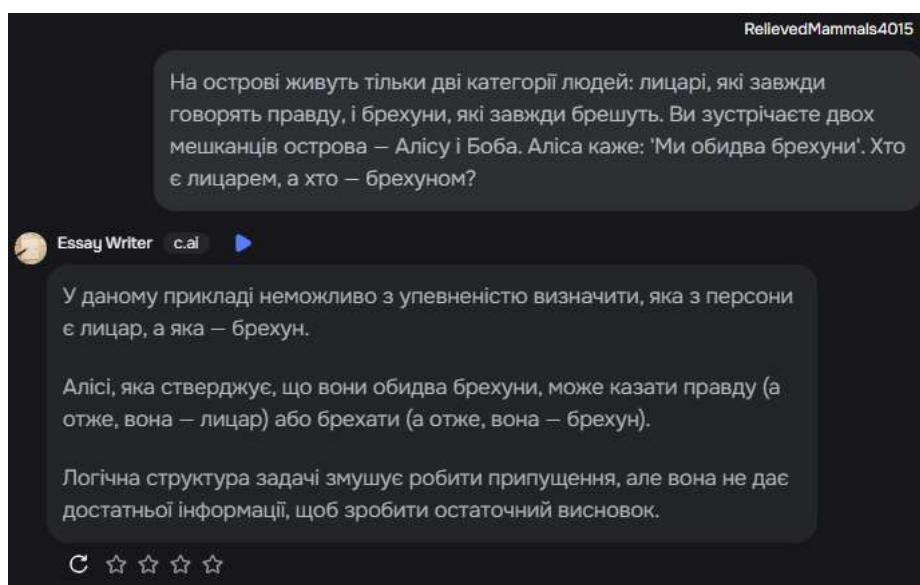 RelievedMammals4015
На острові живуть тільки дві категорії людей: лицарі, які завжди
говорять правду, і брехуни, які завжди брешуть. Ви зустрічаєте двох
мешканців острова — Алісу і Боба. Аліса каже: 'Ми обидва брехуни'. Хто
є лицарем, а хто — брехуном?
Essay Writer c.ai
У даному прикладі неможливо з упевненістю визначити, яка з персони
є лицар, а яка — брехун.
Алісі, яка стверджує, що вони обидва брехуни, може казати правду (а
отже, вона — лицар) або брехати (а отже, вона — брехун).
Логічна структура задачі змушує робити припущення, але вона не дає
достатньої інформації, щоб зробити остаточний висновок.